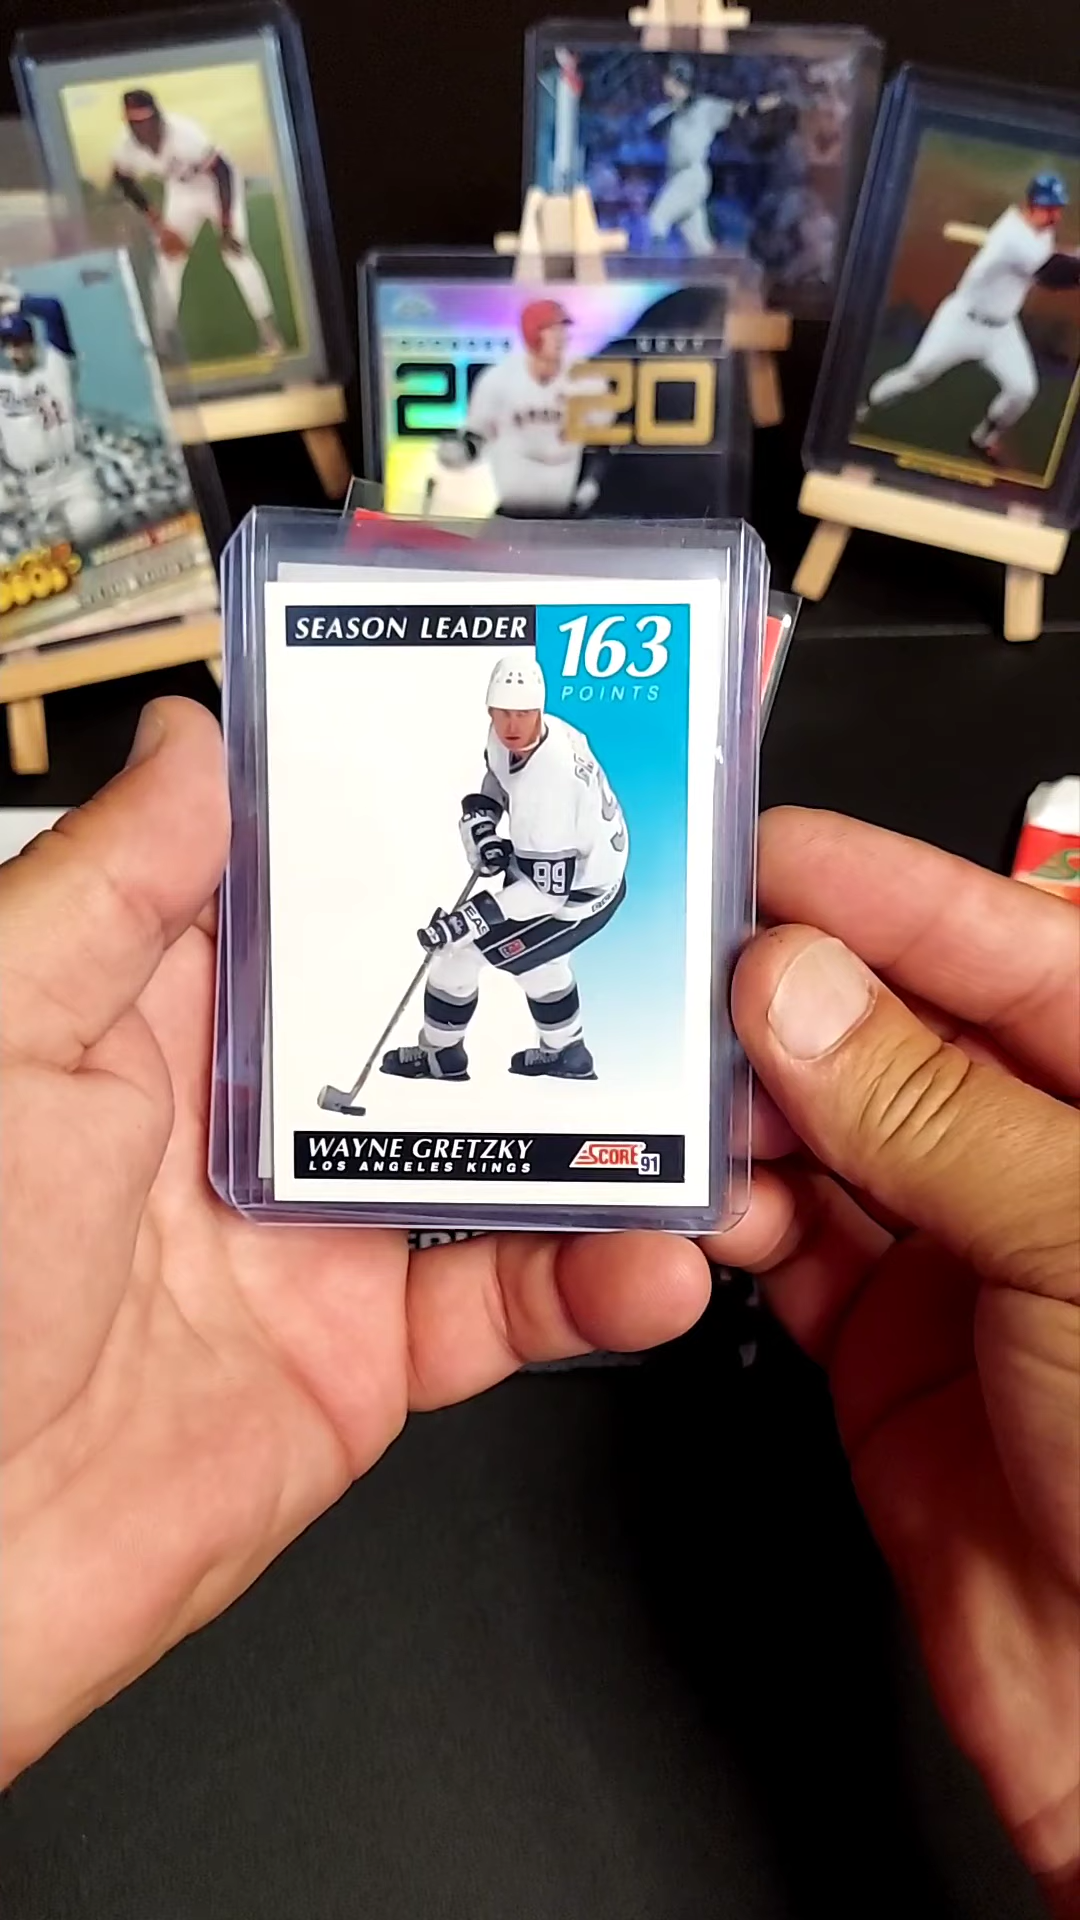 20 20
SEASON LEADER
163
POINTS
99
WAYNE GRETZKY
LOS ANGELES KINGS
SCORE 91